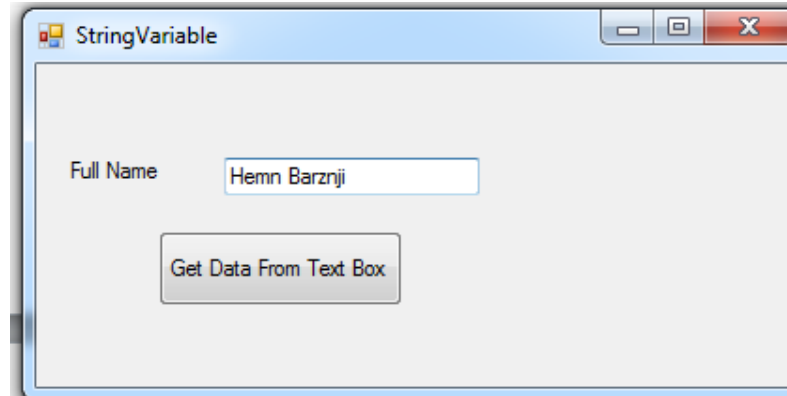 StringVariable
Full Name
Hemn Barznji
Get Data From Text Box